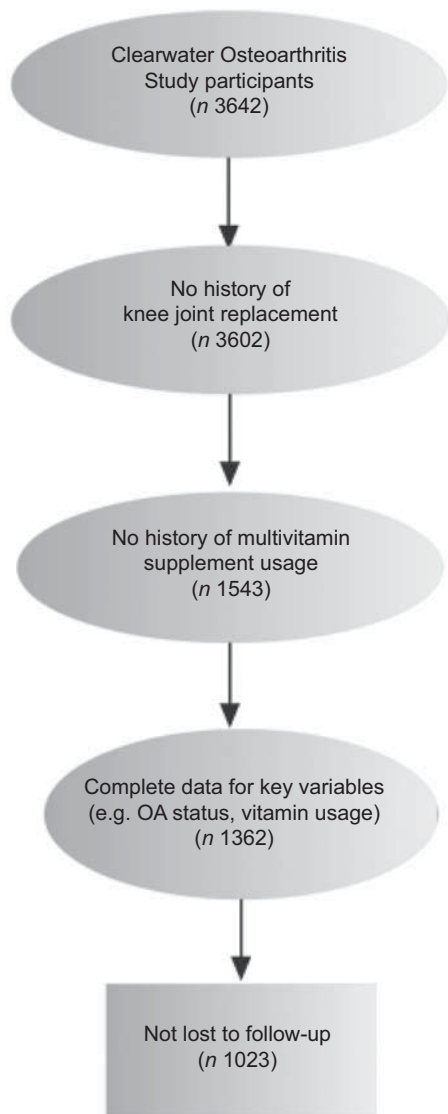 Clearwater Osteoarthritis
Study participants
(n 3642)
No history of
knee joint replacement
(n 3602)
No history of multivitamin
supplement usage
(n 1543)
Complete data for key variables
(e.g. OA status, vitamin usage)
(n 1362)
Not lost to follow-up
(n 1023)